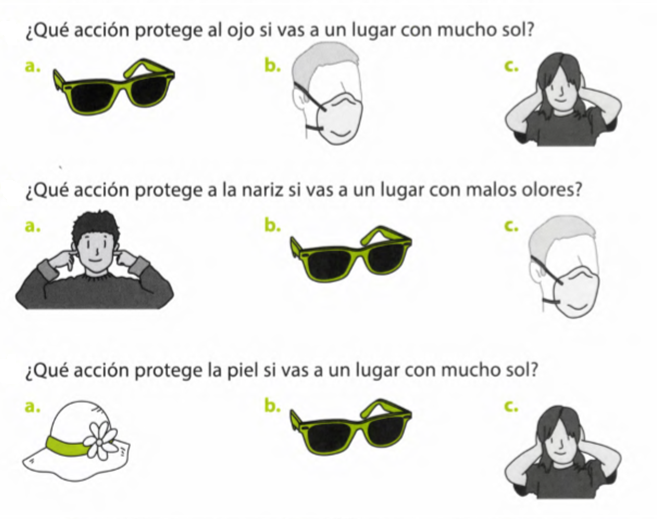 ¿Qué acción protege al ojo si vas a un lugar con mucho sol?
a. b. c.
¿Qué acción protege a la nariz si vas a un lugar con malos olores?
a. b. c.
¿Qué acción protege la piel si vas a un lugar con mucho sol?
a. b. c.